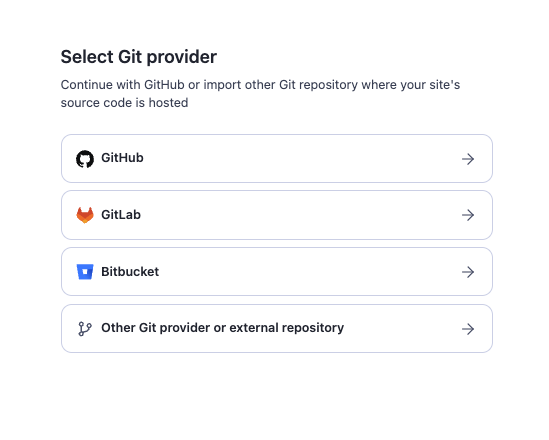 Select Git provider
Continue with GitHub or import other Git repository where your site's
source code is hosted
GitHub
GitLab
Bitbucket
Other Git provider or external repository